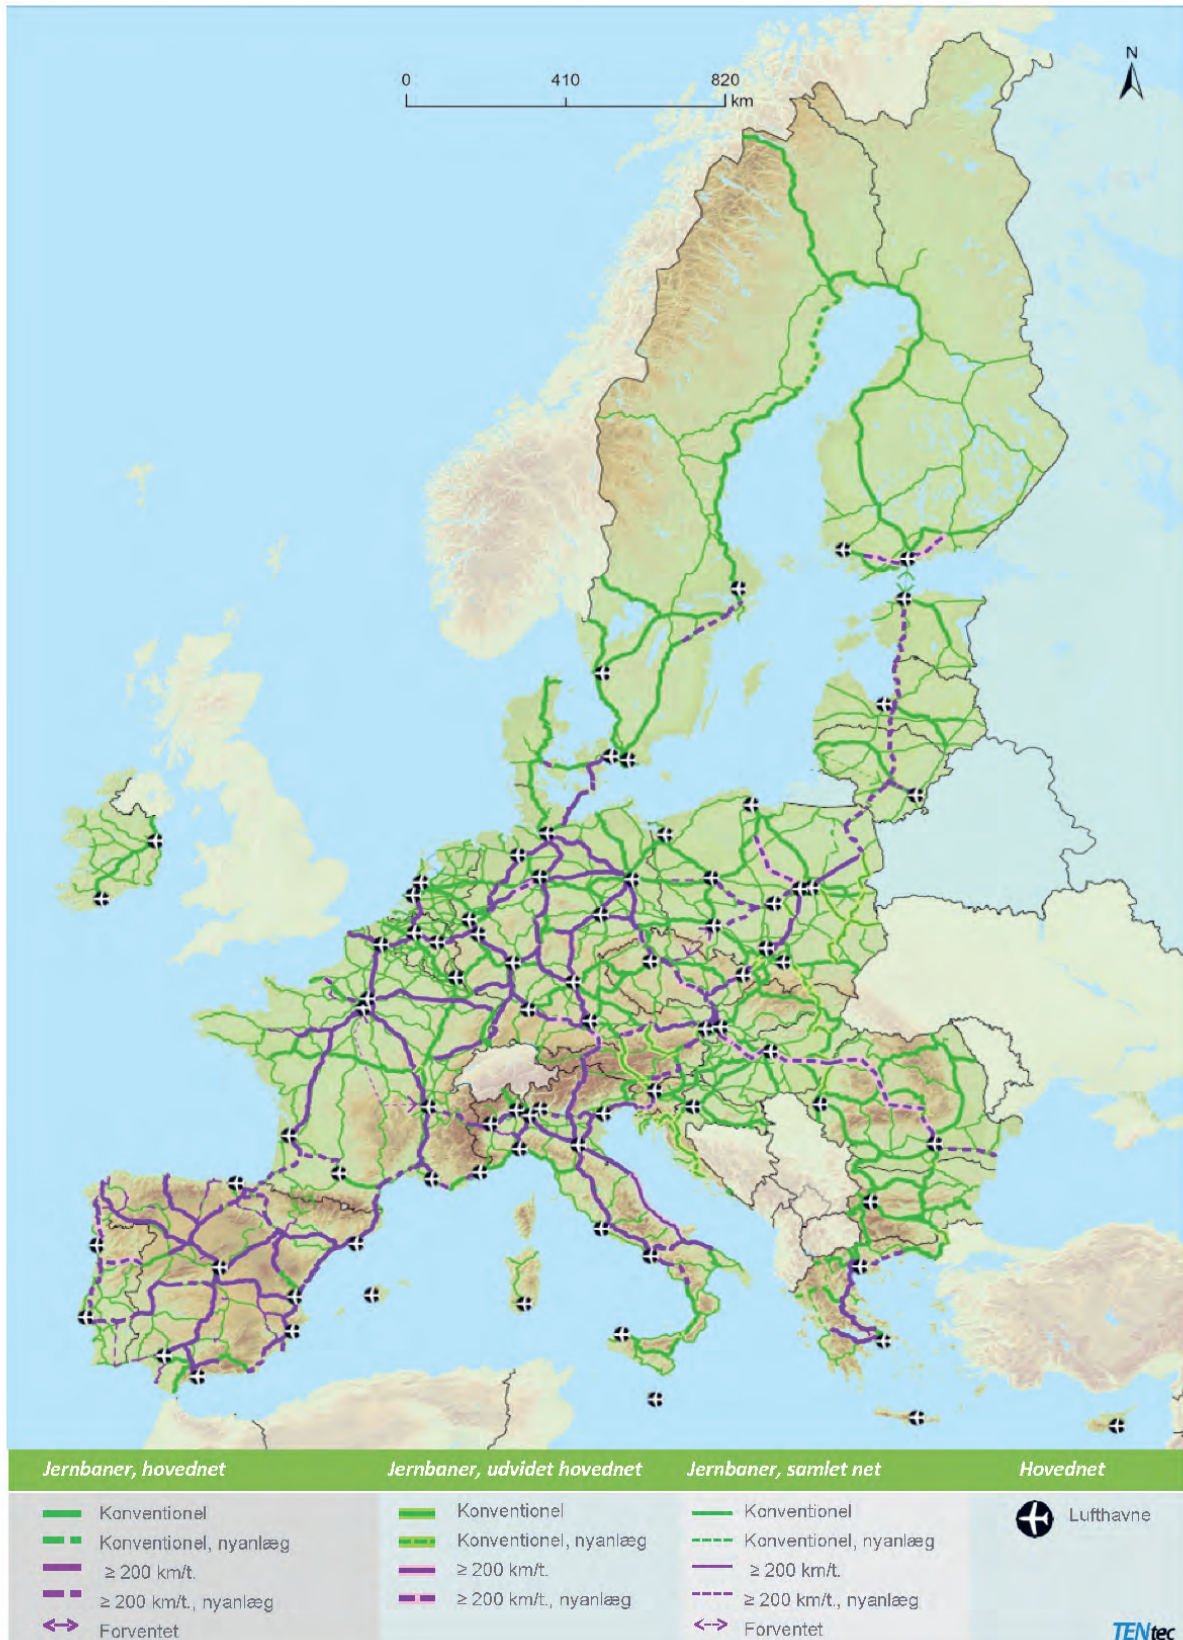 N
0 410 820
km
Jernbaner, hovednet
Konventionel
Konventionel, nyanlæg
≥ 200 km/t.
≥ 200 km/t., nyanlæg
Forventet
Jernbaner, udvidet hovednet
Konventionel
Konventionel, nyanlæg
≥ 200 km/t.
≥ 200 km/t., nyanlæg
Jernbaner, samlet net
Konventionel
Konventionel, nyanlæg
≥ 200 km/t.
≥ 200 km/t., nyanlæg
Forventet
Hovednet
Lufthavne
TENtec